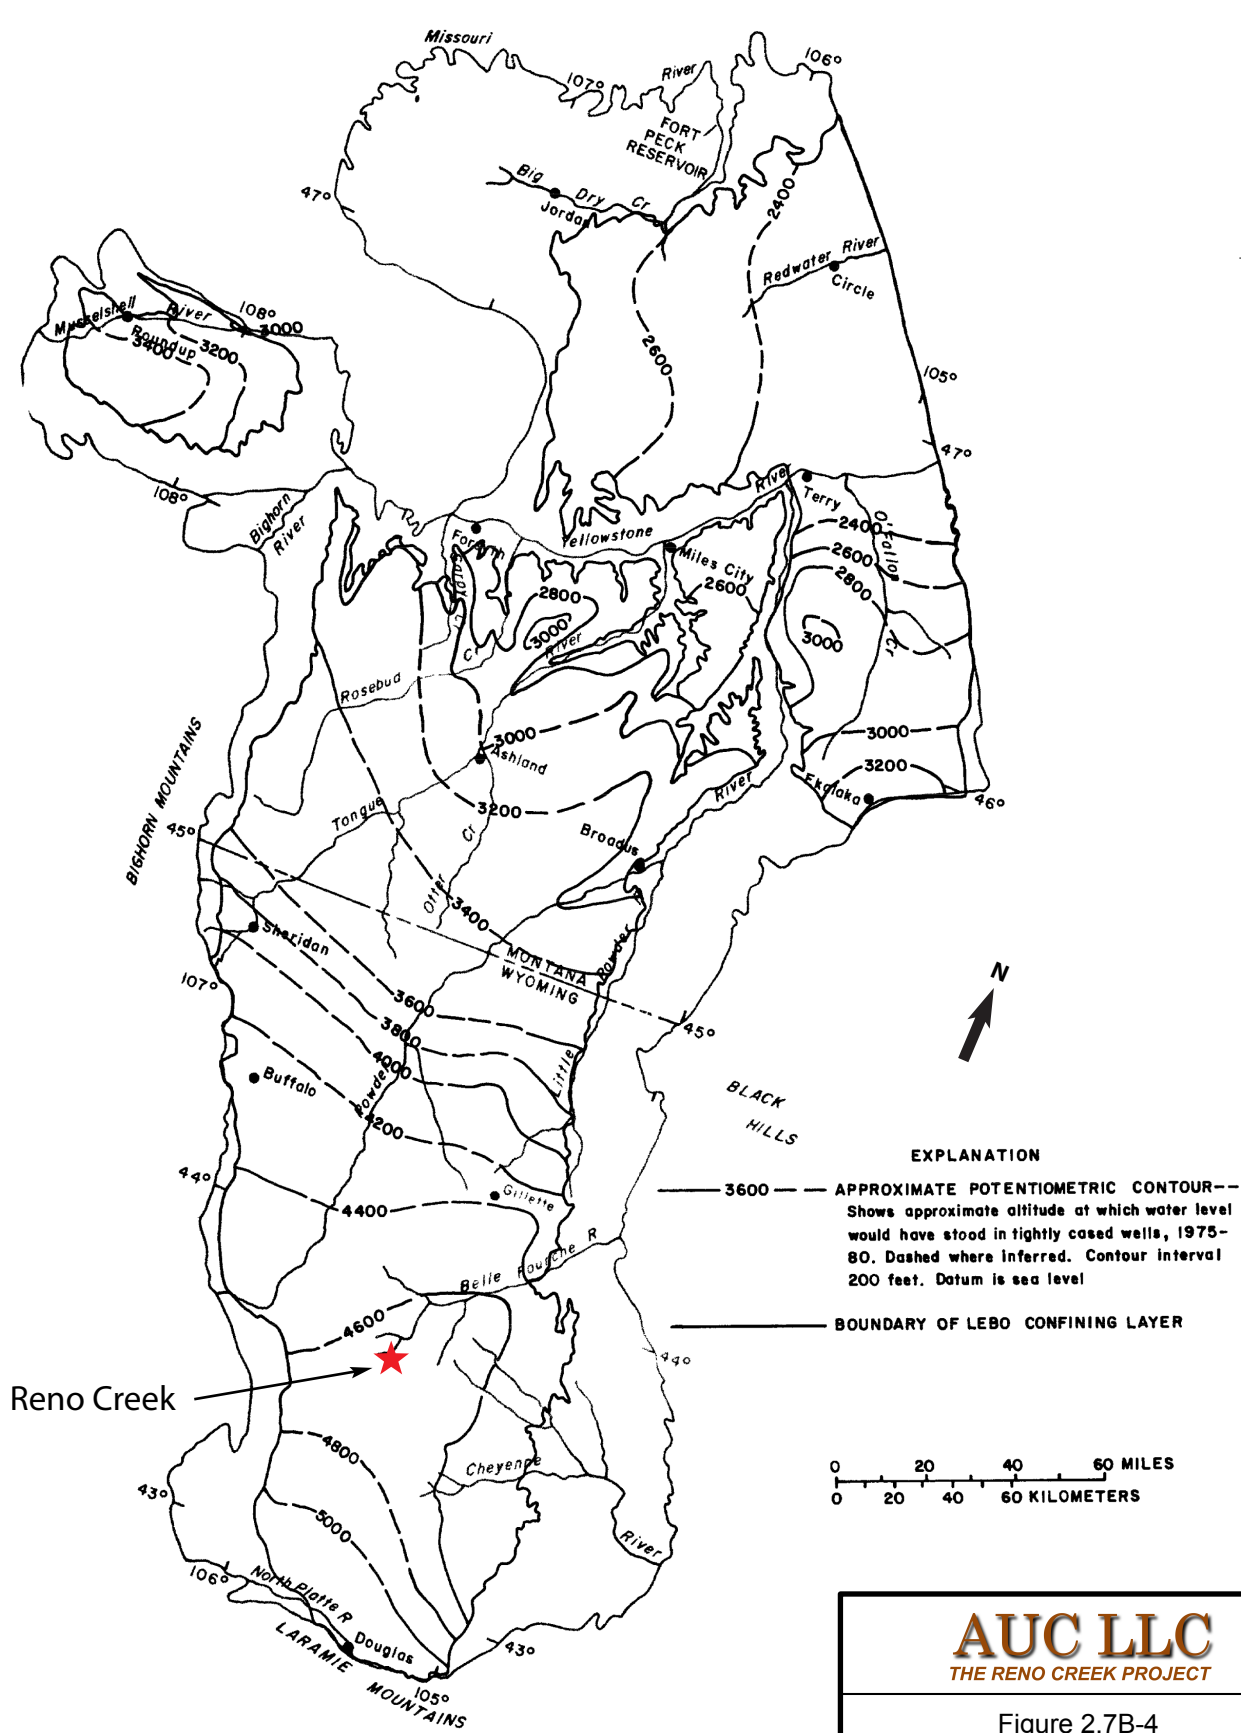 Missouri
River
107°
106°
FORT
PECK
RESERVOIR
Big Dry Cr
Jordan
47°
2400
Redwater River
Circle
2600
108°
Musselshell River
3000
Roundup
3400
3200
105°
47°
108°
Bighorn
River
River
Terry
Forsyth
Yellowstone
O'Fallon
2400
Miles City
2600
2600
2800
2800
3000
River
3000
Cr
Cr
Rosebud
BIGHORN MOUNTAINS
3000
3000
Ashland
3200
Ekalaka
River
46°
Tongue
3200
45°
Cr
Broadus
Otter
3400
Sheridan
MONTANA
WYOMING
Powder
107°
3600
3800
45°
4000
Little
Buffalo
Powder
BLACK
HILLS
4200
44°
Gillette
4400
Belle Fourche R
4600
44°
Reno Creek
4800
Cheyenne
43°
5000
River
106°
North Platte R
LARAMIE
MOUNTAINS
Douglas
43°
105°
N
EXPLANATION
3600 APPROXIMATE POTENTIOMETRIC CONTOUR--
Shows approximate altitude at which water level
would have stood in tightly cased wells, 1975-
80. Dashed where inferred. Contour interval
200 feet. Datum is sea level
BOUNDARY OF LEBO CONFINING LAYER
0 20 40 60 MILES
0 20 40 60 KILOMETERS
AUC LLC
THE RENO CREEK PROJECT
Figure 2.7B-4